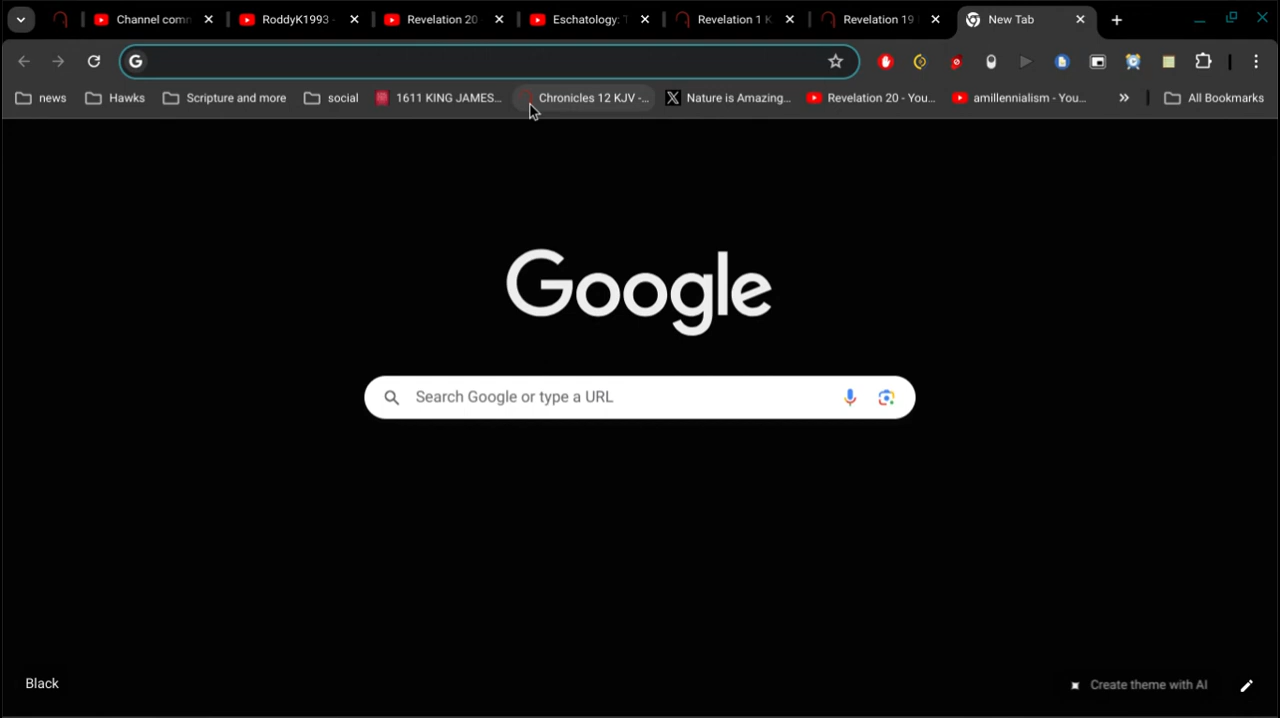 Channel comm RoddyK1993 - Revelation 20 - Eschatology: T Revelation 1 K Revelation 19 New Tab
news Hawks Scripture and more social 1611 KING JAMES... Chronicles 12 KJV -... Nature is Amazing... Revelation 20 - You... amillennialism - You... » All Bookmarks
Google
Search Google or type a URL
Black Create theme with AI